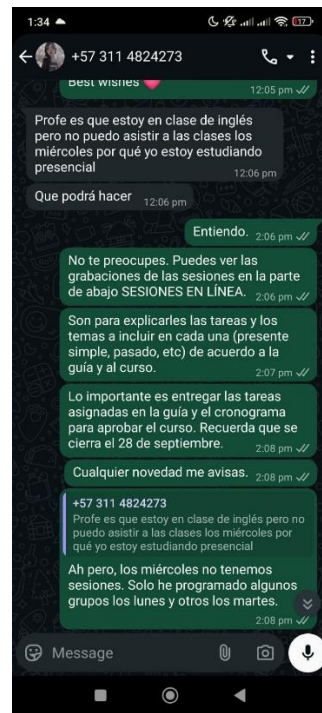 1:34
17
+57 311 4824273
Best wishes
12:05 pm
Profe es que estoy en clase de inglés
pero no puedo asistir a las clases los
miércoles por qué yo estoy estudiando
presencial
12:06 pm
Que podrá hacer 12:06 pm
Entiendo. 2:06 pm
No te preocupes. Puedes ver las
grabaciones de las sesiones en la parte
de abajo SESIONES EN LÍNEA. 2:06 pm
Son para explicarles las tareas y los
temas a incluir en cada una (presente
simple, pasado, etc) de acuerdo a la
guía y al curso.
2:07 pm
Lo importante es entregar las tareas
asignadas en la guía y el cronograma
para aprobar el curso. Recuerda que se
cierra el 28 de septiembre.
2:08 pm
Cualquier novedad me avisas. 2:08 pm
+57 311 4824273
Profe es que estoy en clase de inglés pero no
puedo asistir a las clases los miércoles por
qué yo estoy estudiando presencial
Ah pero, los miércoles no tenemos
sesiones. Solo he programado algunos
grupos los lunes y otros los martes.
2:08 pm
Message